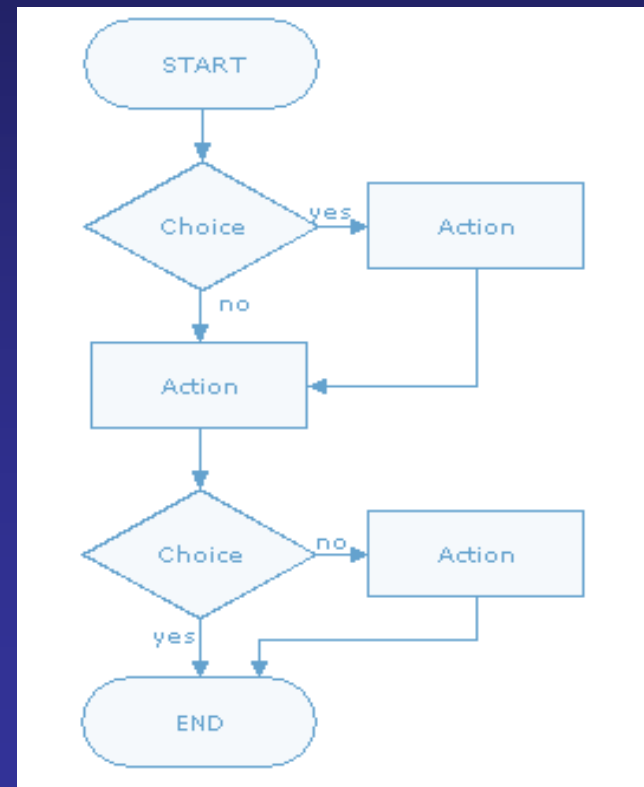 START
Choice
yes
Action
no
Action
Choice
no
Action
yes
END